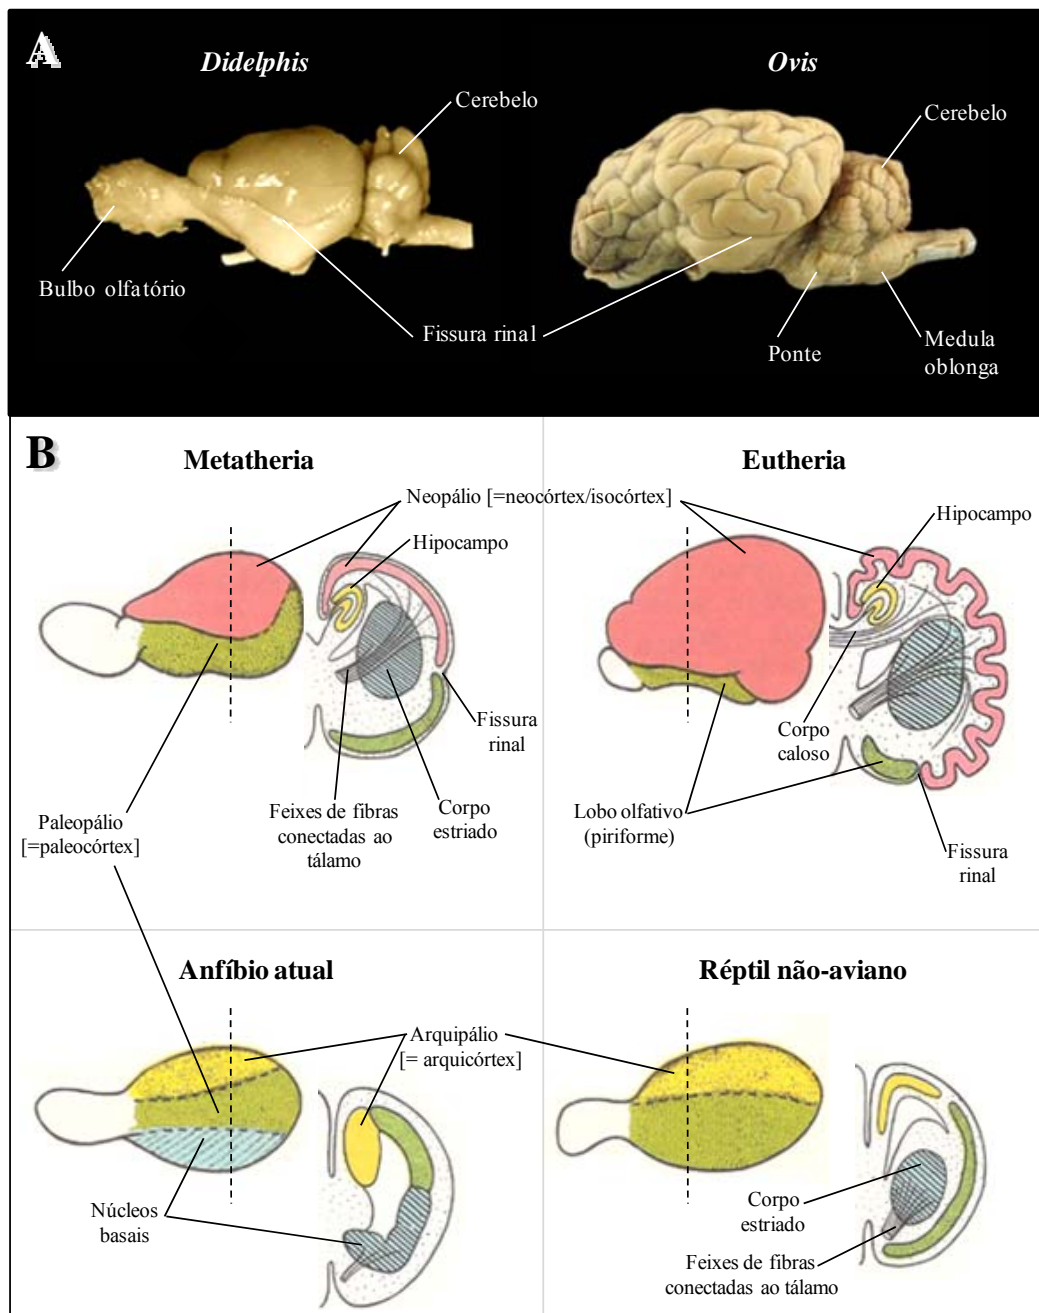 A
Didelphis
Ovis
Cerebelo
Cerebelo
Bulbo olfatório
Fissura rinal
Ponte
Medula
oblonga
B
Metatheria
Eutheria
Neopálio [=neocórtex/isocórtex]
Hipocampo
Hipocampo
Fissura
rinal
Corpo
caloso
Feixes de fibras
conectadas ao
tálamo
Corpo
estriado
Paleopálio
[=paleocórtex]
Lobo olfativo
(piriforme)
Fissura
rinal
Anfíbio atual
Réptil não-aviano
Arquipálio
[= arquicórtex]
Núcleos
basais
Corpo
estriado
Feixes de fibras
conectadas ao tálamo